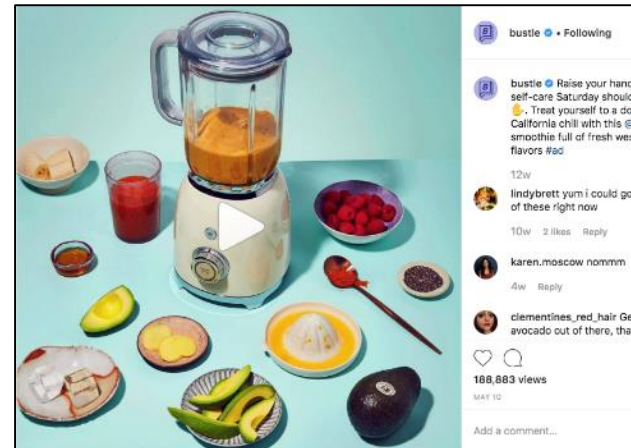 bustle • Following
bustle Raise your hand
self-care Saturday should
Treat yourself to a do
California chill with this @
smoothie full of fresh wes
flavors #ad
12w
lindybrett yum i could go
of these right now
10w 2 likes Reply
karen.moscow nommm
4w Reply
clementines_red_hair Ge
avocado out of there, tha
188,883 views
MAY 10
Add a comment...